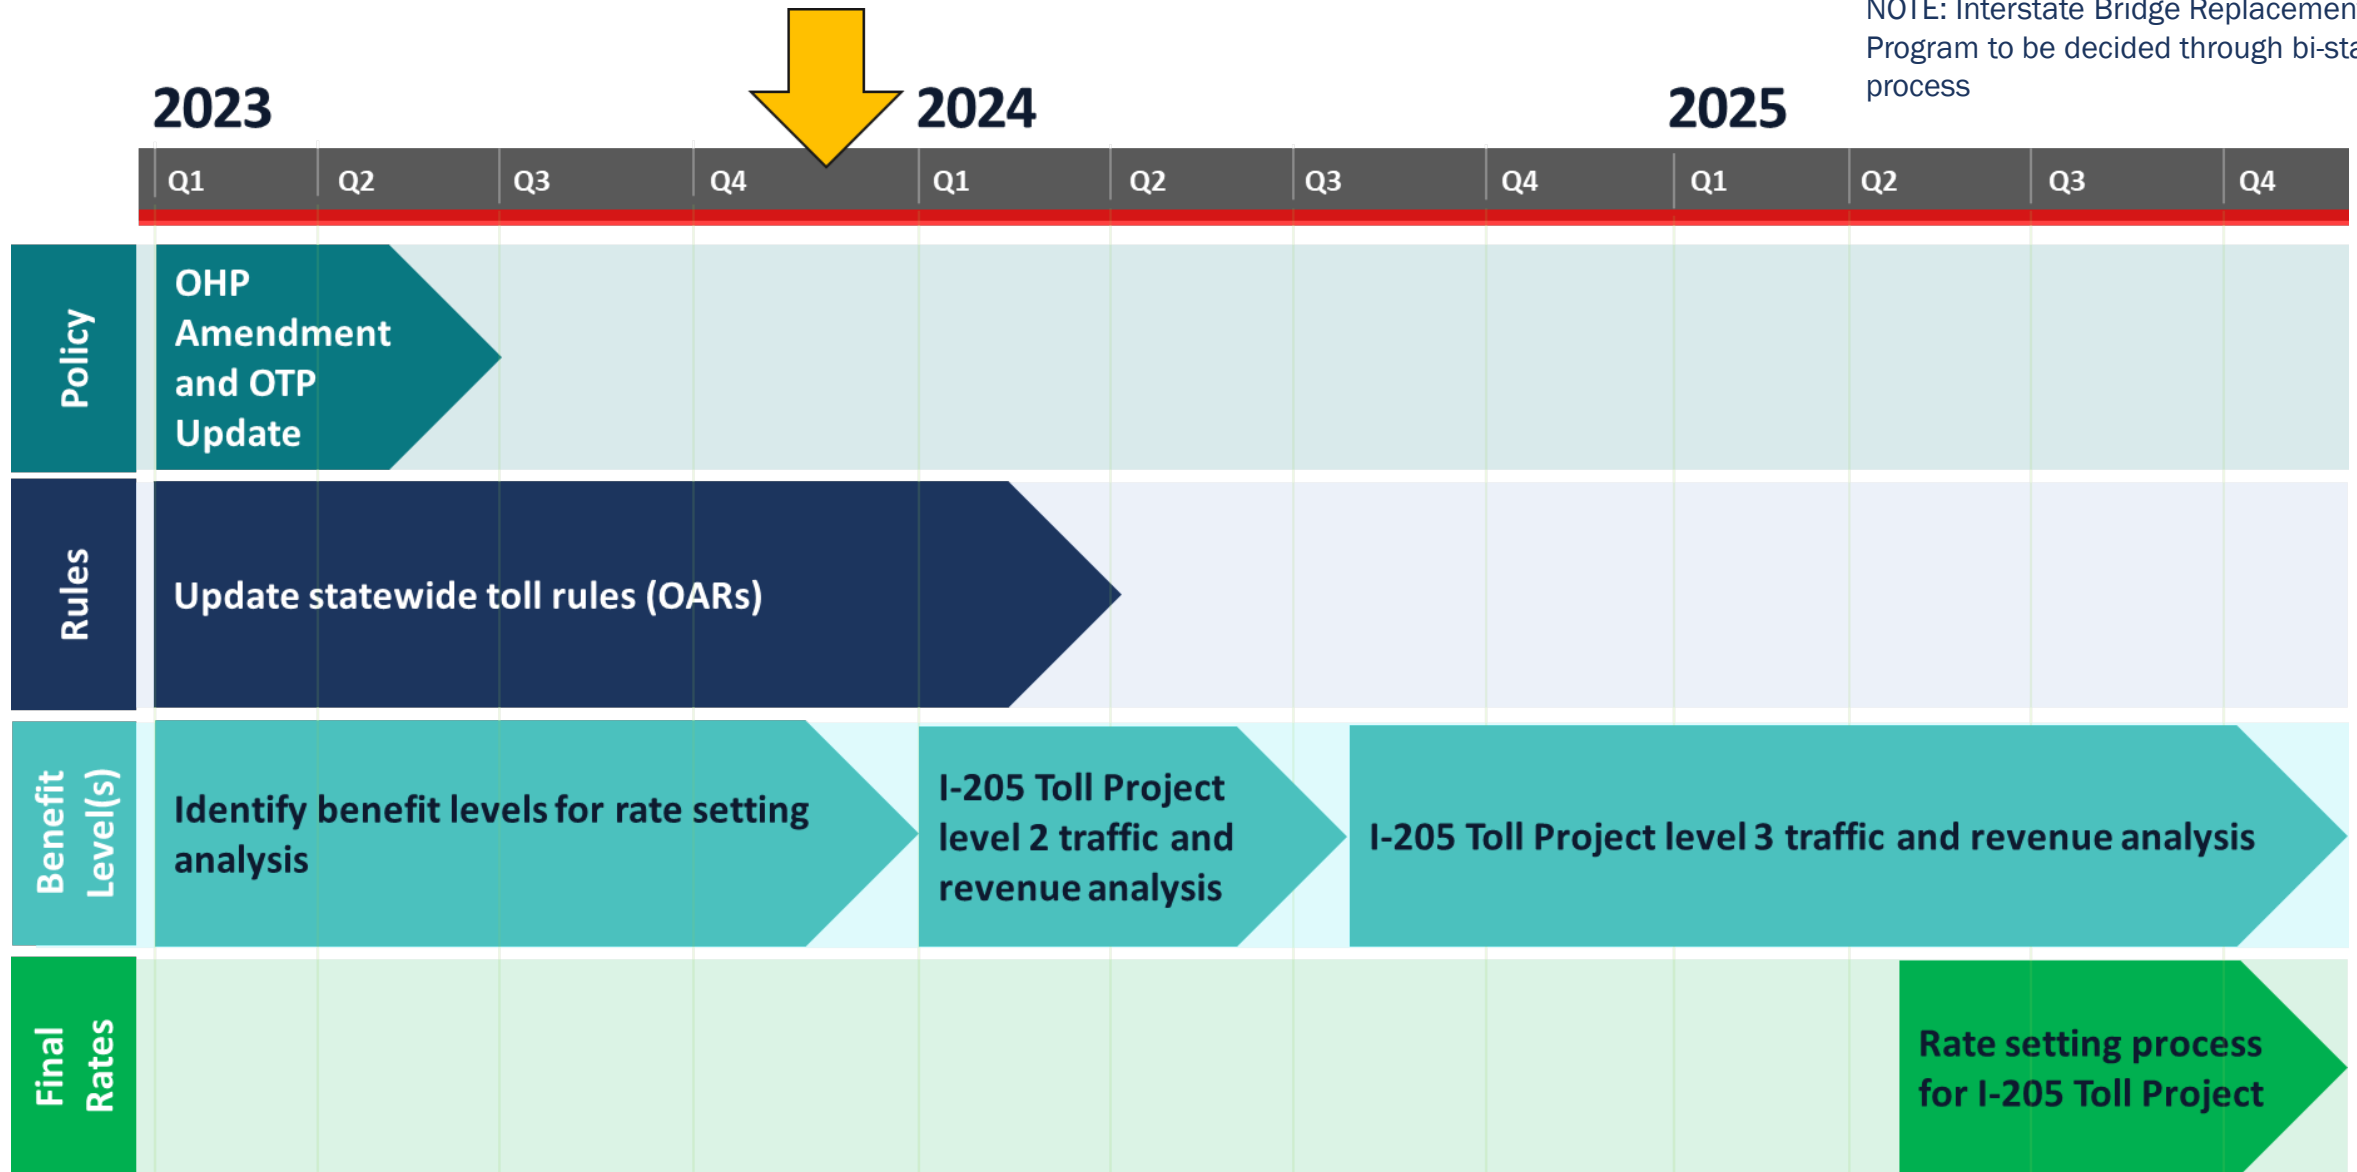 NOTE: Interstate Bridge Replacemen
Program to be decided through bi-sta
process
2023
2024
2025
Q1
Q2
Q3
Q4
Q1
Q2
Q3
Q4
Q1
Q2
Q3
Q4
Policy
OHP
Amendment
and OTP
Update
Rules
Update statewide toll rules (OARs)
Benefit
Level(s)
Identify benefit levels for rate setting
analysis
I-205 Toll Project
level 2 traffic and
revenue analysis
I-205 Toll Project level 3 traffic and revenue analysis
Final
Rates
Rate setting process
for I-205 Toll Project